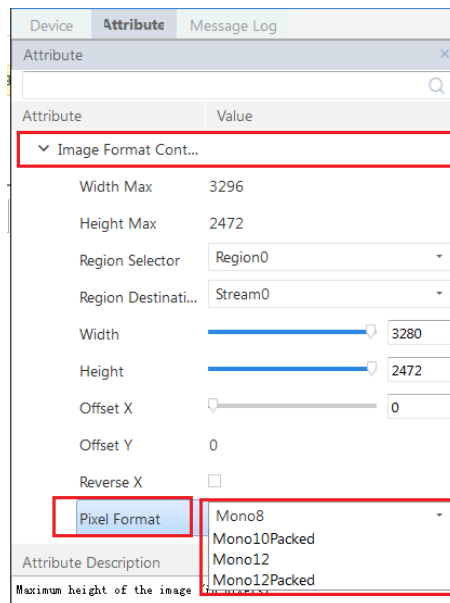 Device Attribute Message Log
Attribute
Attribute Value
Image Format Cont...
Width Max 3296
Height Max 2472
Region Selector Region0
Region Destinati... Stream0
Width 3280
Height 2472
Offset X 0
Offset Y 0
Reverse X
Pixel Format Mono8
Mono10Packed
Mono12
Attribute Description Mono12Packed
Maximum height of the image (in pixels)